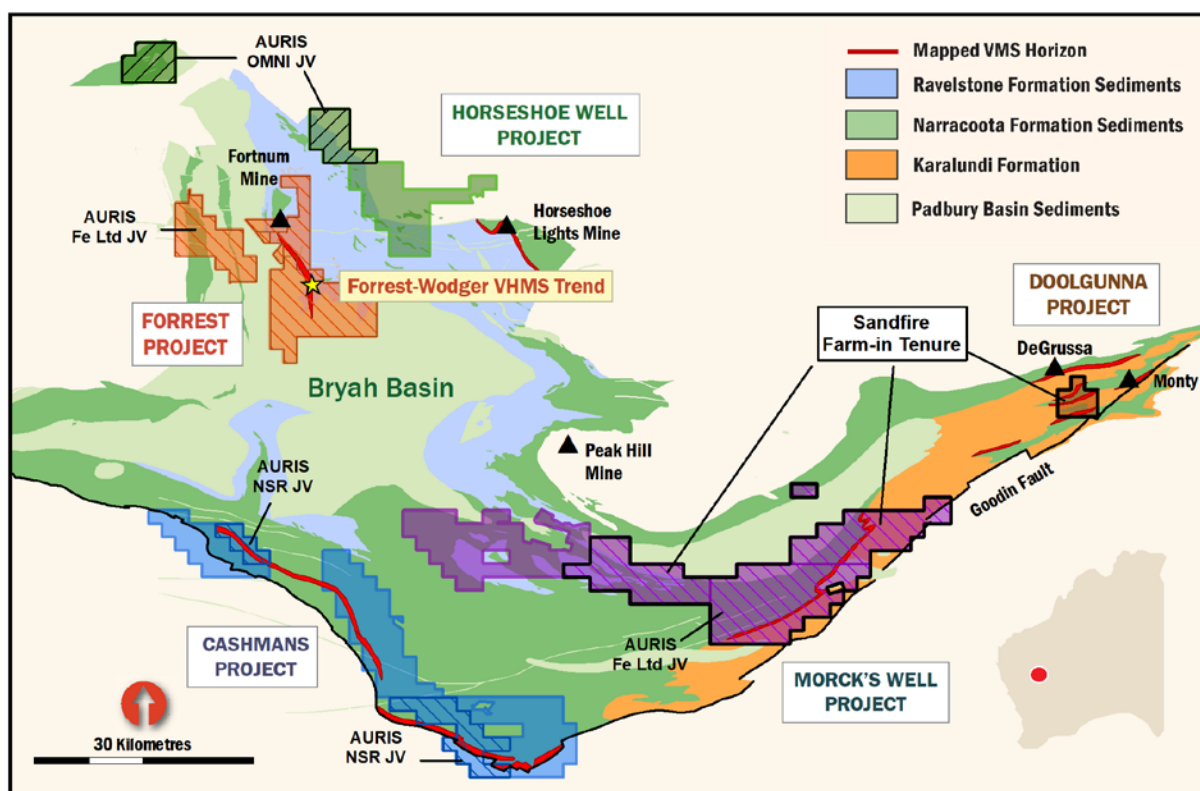 AURIS
OMNI JV
HORSESHOE WELL
PROJECT
Mapped VMS Horizon
Ravelstone Formation Sediments
Narracoota Formation Sediments
Karalundi Formation
Padbury Basin Sediments
Fortnum
Mine
AURIS
Fe Ltd JV
Horseshoe
Lights Mine
Forrest-Wodger VHMS Trend
FORREST
PROJECT
DOOLGUNNA
PROJECT
Sandfire
Farm-in Tenure
DeGrussa
Monty
Bryah Basin
Peak Hill
Mine
AURIS
NSR JV
Goodin Fault
CASHMANS
PROJECT
AURIS
Fe Ltd JV
MORCK'S WELL
PROJECT
30 Kilometres
AURIS
NSR JV